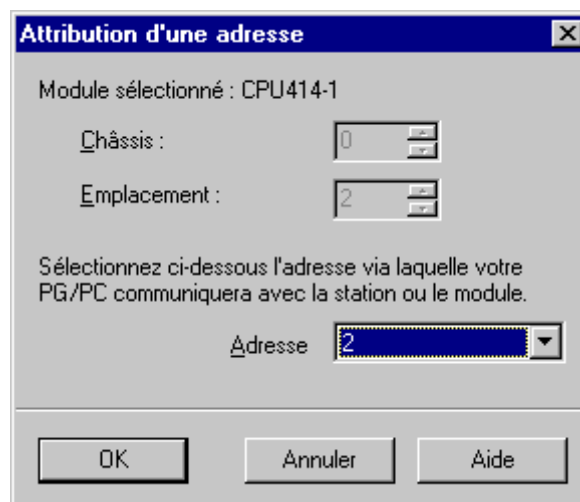 Attribution d'une adresse
Module sélectionné : CPU414-1
Châssis : 0
Emplacement : 2
Sélectionnez ci-dessous l'adresse via laquelle votre
PG/PC communiquera avec la station ou le module.
Adresse 2
OK Annuler Aide